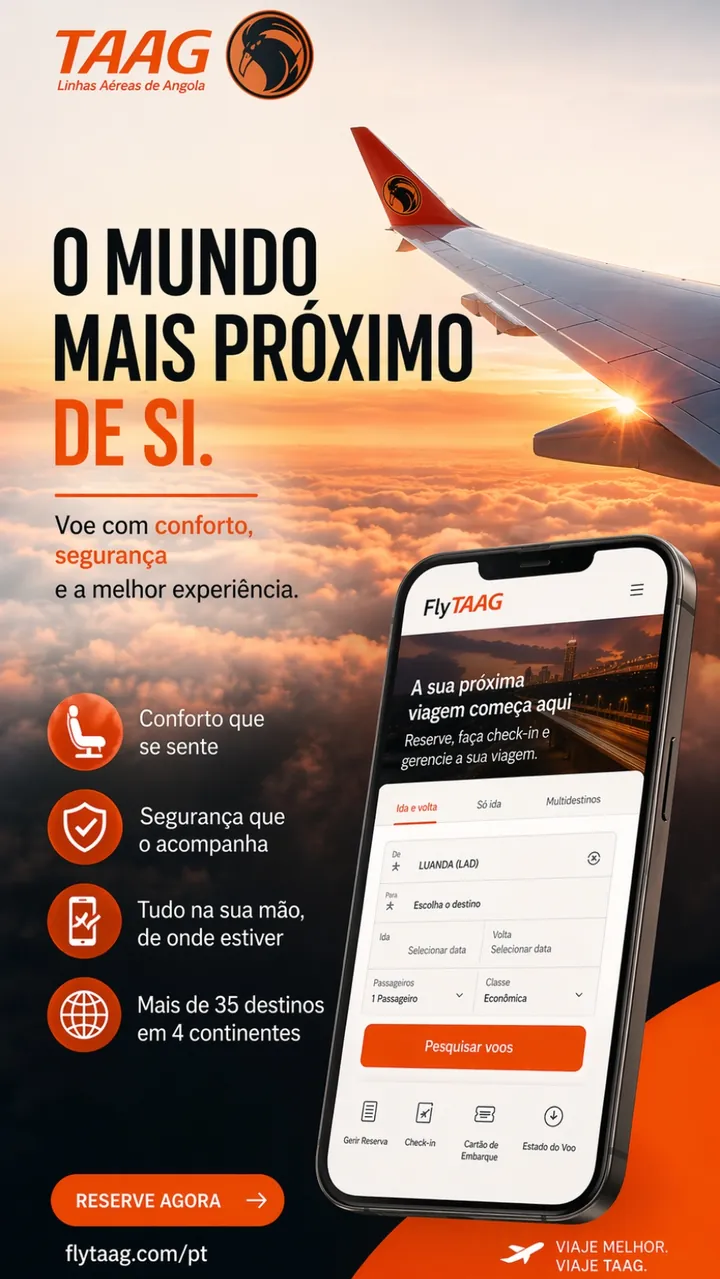 TAAG
Linhas Aéreas de Angola
O MUNDO
MAIS PRÓXIMO
DE SI.
Voe com conforto,
segurança
e a melhor experiência.
Conforto que
se sente
Segurança que
o acompanha
Tudo na sua mão,
de onde estiver
Mais de 35 destinos
em 4 continentes
RESERVE AGORA
flytaag.com/pt
FlyTAAG
A sua próxima
viagem começa aqui
Reserve, faça check-in e
gerencie a sua viagem.
Ida e volta
Só ida
Multidestinos
De
LUANDA (LAD)
Para
Escolha o destino
Ida
Selecionar data
Volta
Selecionar data
Passageiros
1 Passageiro
Classe
Econômica
Pesquisar voos
Gerir Reserva
Check-in
Cartão de
Embarque
Estado do Voo
VIAJE MELHOR.
VIAJE TAAG.